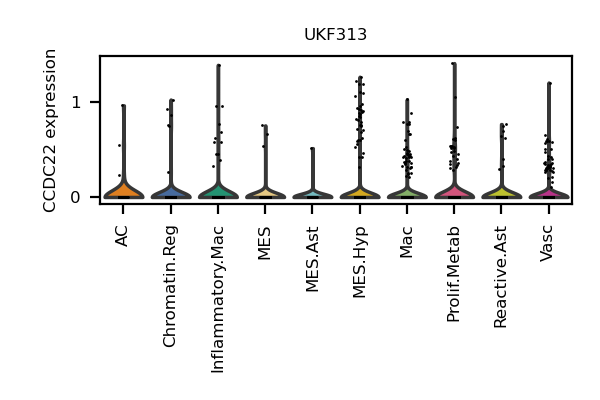 UKF313
CCDC22 expression
1
0
AC
Chromatin.Reg
Inflammatory.Mac
MES
MES.Ast
MES.Hyp
Mac
Prolif.Metab
Reactive.Ast
Vasc